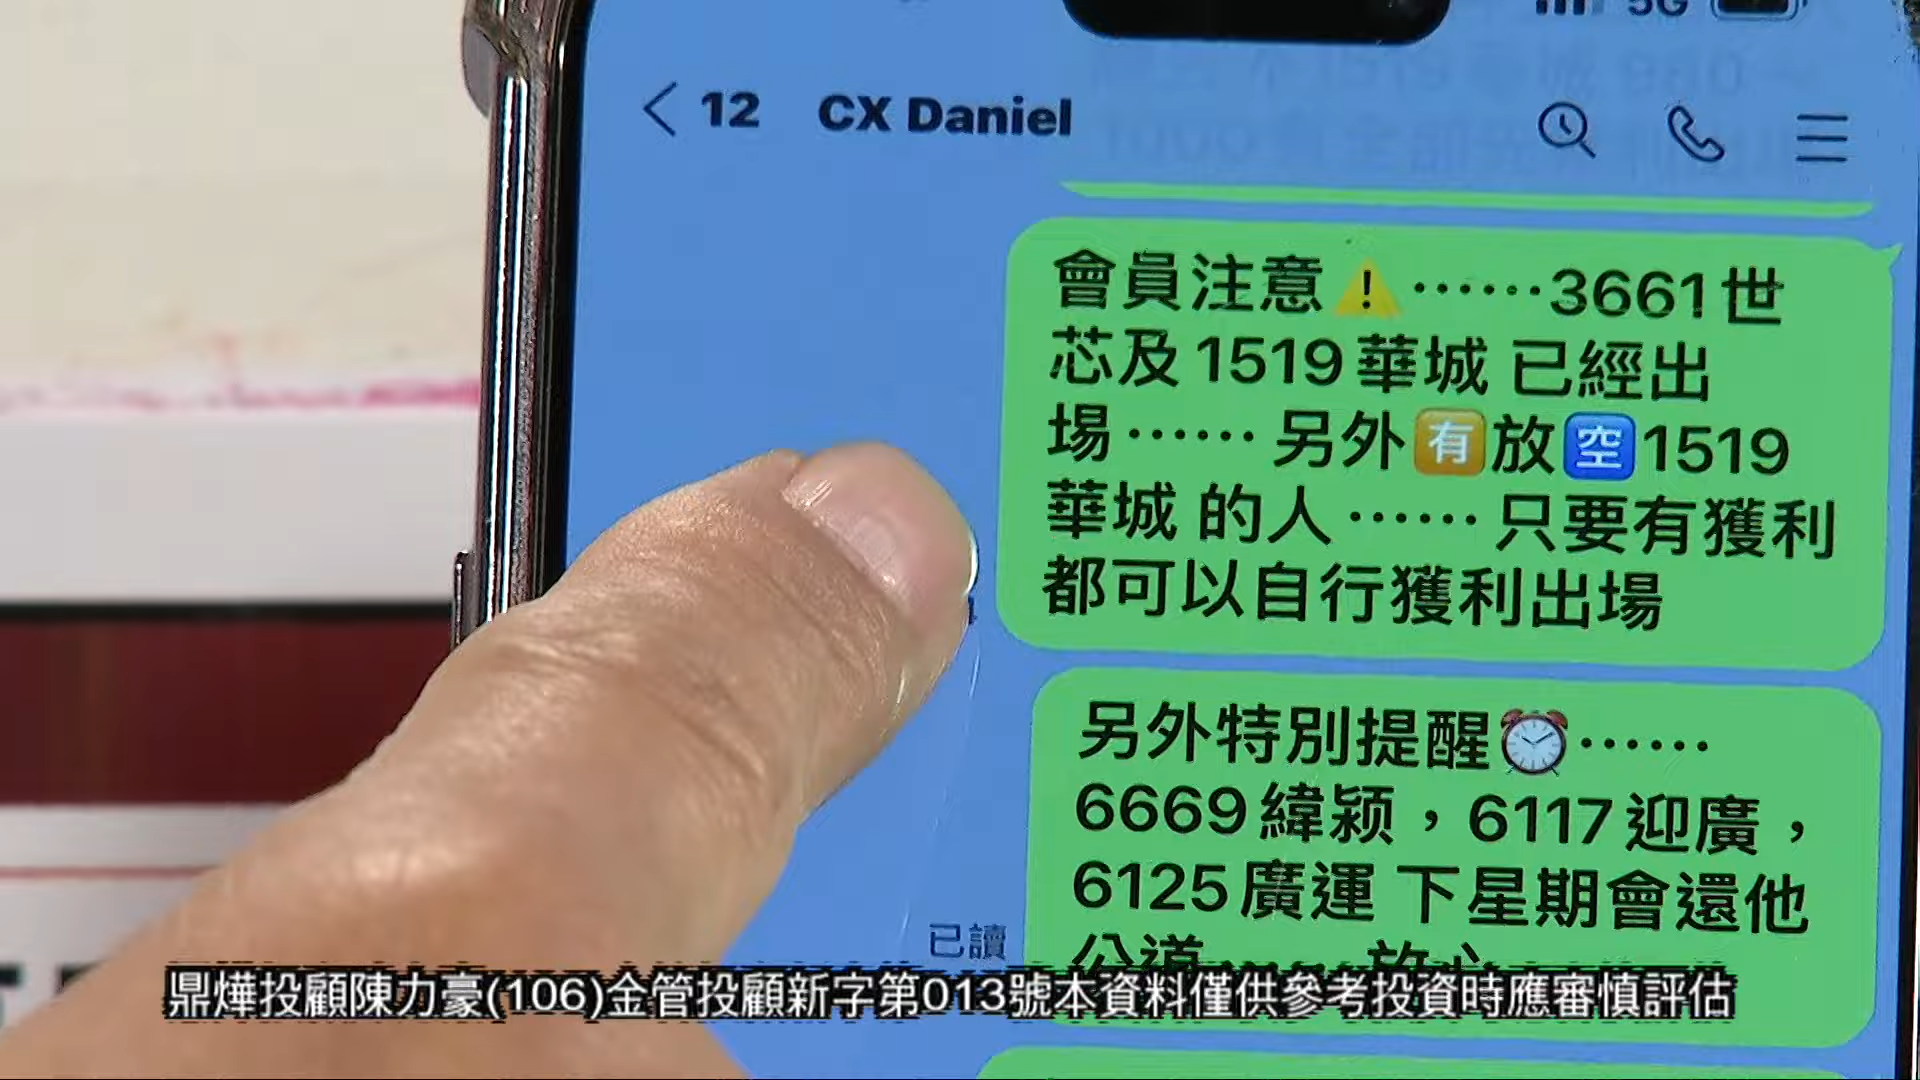 5G
12 CX Daniel
會員注意⚠️……3661世
芯及1519華城 已經出
場……另外🈶放🈳1519
華城 的人……只要有獲利
都可以自行獲利出場
另外特別提醒⏰……
6669緯颖，6117迎廣，
6125廣運 下星期會還他
公道……放心
已讀
鼎燁投顧陳力豪(106)金管投顧新字第013號本資料僅供參考投資時應審慎評估